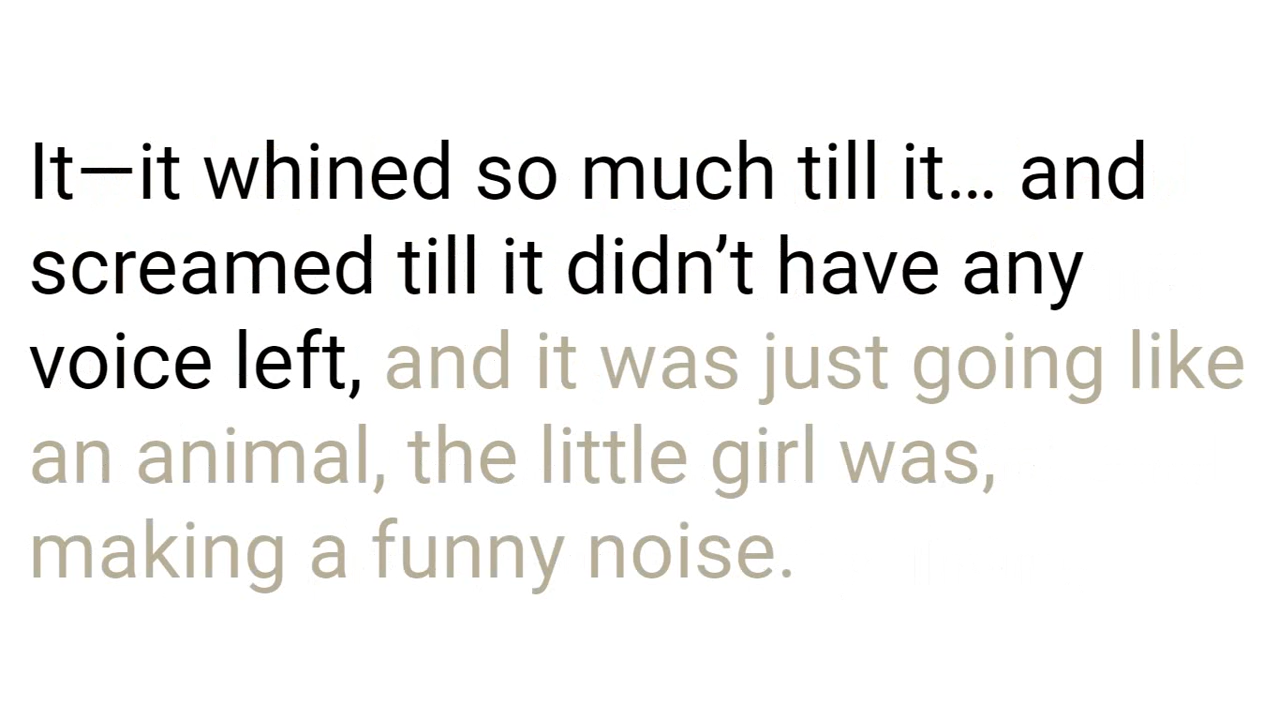 It—it whined so much till it… and
screamed till it didn’t have any
voice left, and it was just going like
an animal, the little girl was,
making a funny noise.